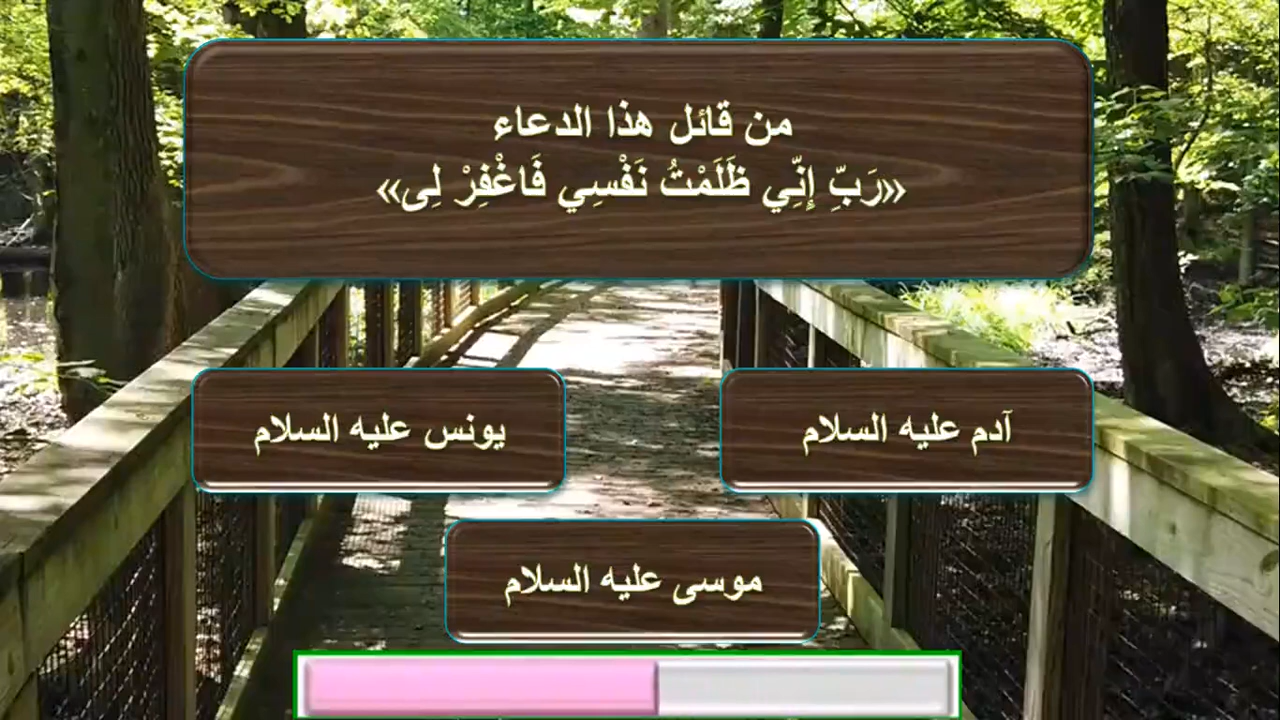 من قائل هذا الدعاء
«رَبِّ إِنِّي ظَلَمْتُ نَفْسِي فَاغْفِرْ لِى»
آدم عليه السلام
يونس عليه السلام
موسى عليه السلام